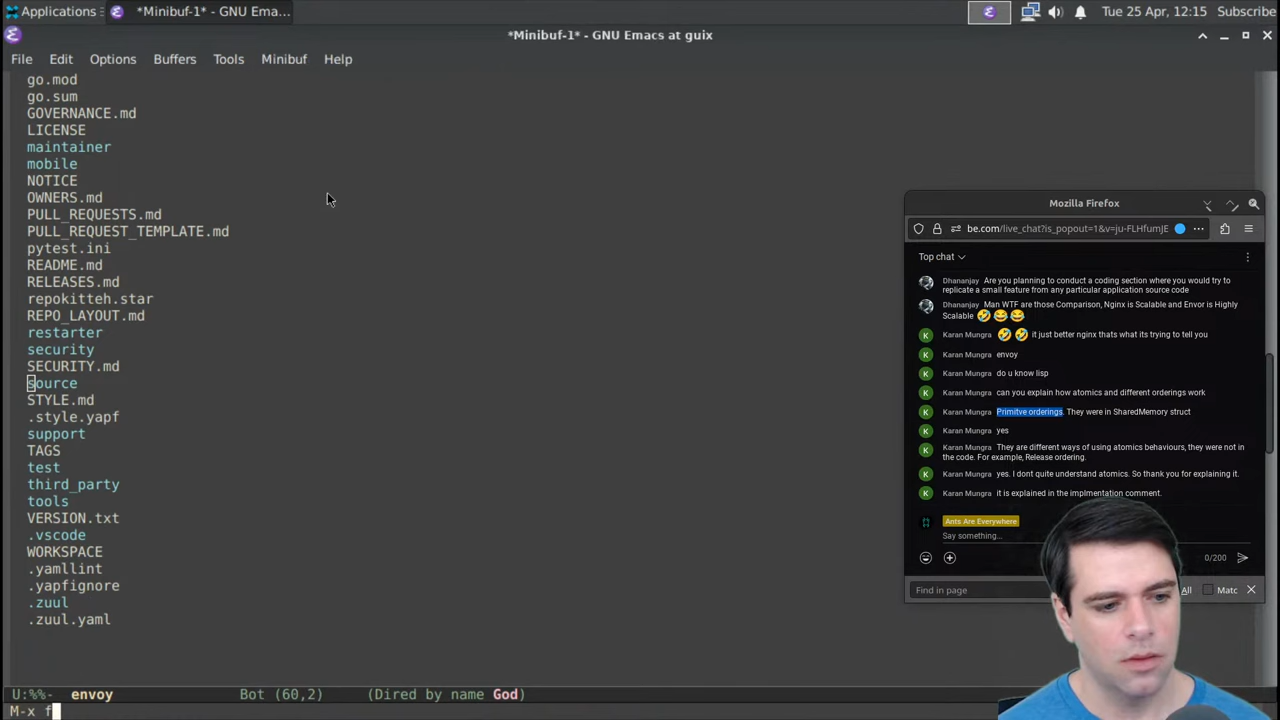 Applications
*Minibuf-1* - GNU Ema...
Tue 25 Apr, 12:15
Subscribe
*Minibuf-1* - GNU Emacs at guix
File Edit Options Buffers Tools Minibuf Help
go.mod
go.sum
GOVERNANCE.md
LICENSE
maintainer
mobile
NOTICE
OWNERS.md
PULL_REQUESTS.md
PULL_REQUEST_TEMPLATE.md
pytest.ini
README.md
RELEASES.md
repokitteh.star
REPO_LAYOUT.md
restarter
security
SECURITY.md
source
STYLE.md
.style.yapf
support
TAGS
test
third_party
tools
VERSION.txt
.vscode
WORKSPACE
.yamllint
.yapfignore
.zuul
.zuul.yaml
U:%%- envoy Bot (60,2) (Dired by name God)
M-x f
Mozilla Firefox
be.com/live_chat?is_popout=1&v=ju-FLHfumJE
Top chat
Dhananjay Are you planning to conduct a coding section where you would try to
replicate a small feature from any particular application source code
Dhananjay Man WTF are those Comparison, Nginx is Scalable and Envor is Highly
Scalable 🤣😂😂
K Karan Mungra 🤣🤣 it just better nginx thats what its trying to tell you
K Karan Mungra envoy
K Karan Mungra do u know lisp
K Karan Mungra can you explain how atomics and different orderings work
K Karan Mungra Primitve orderings. They were in SharedMemory struct
K Karan Mungra yes
K Karan Mungra They are different ways of using atomics behaviours, they were not in
the code. For example, Release ordering.
K Karan Mungra yes. I dont quite understand atomics. So thank you for explaining it.
K Karan Mungra it is explained in the implmentation comment.
Ants Are Everywhere
Say something...
0/200
Find in page
All
Matc